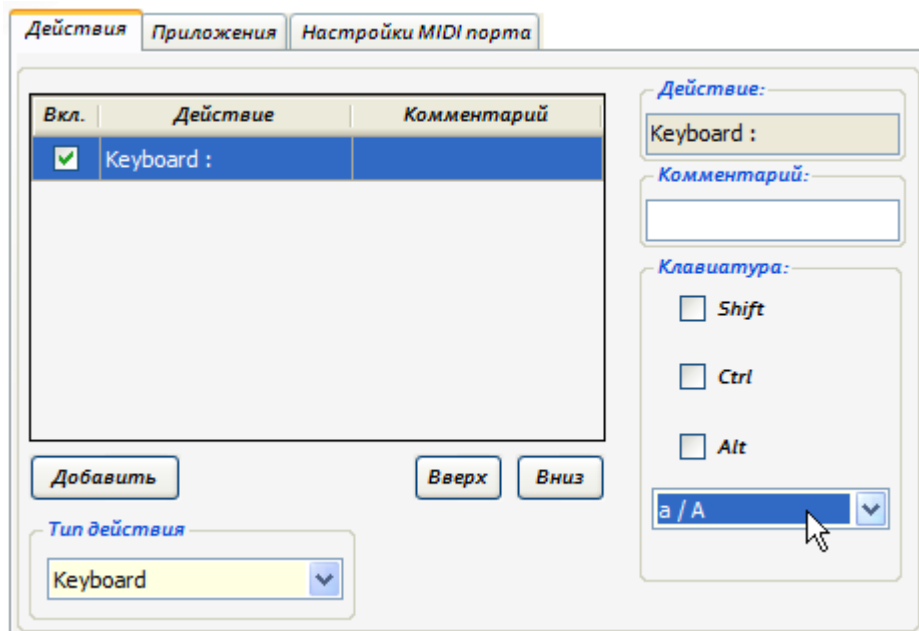 Действия Приложения Настройки MIDI порта
Вкл. Действие Комментарий
Keyboard :
Добавить Вверх Вниз
Тип действия
Keyboard
Действие:
Keyboard :
Комментарий:
Клавиатура:
Shift
Ctrl
Alt
a / A